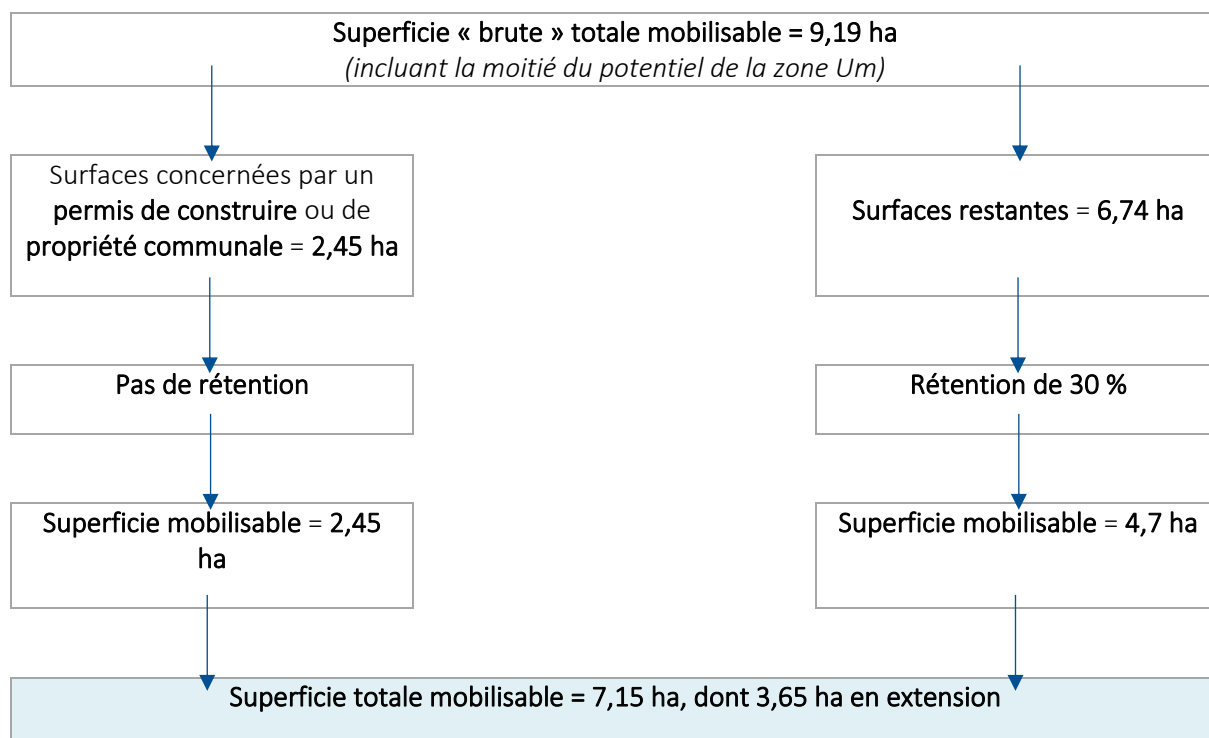 Superficie « brute » totale mobilisable = 9,19 ha
(incluant la moitié du potentiel de la zone Um)
Surfaces concernées par un
permis de construire ou de
propriété communale = 2,45 ha
Surfaces restantes = 6,74 ha
Pas de rétention
Rétention de 30 %
Superficie mobilisable = 2,45
ha
Superficie mobilisable = 4,7 ha
Superficie totale mobilisable = 7,15 ha, dont 3,65 ha en extension